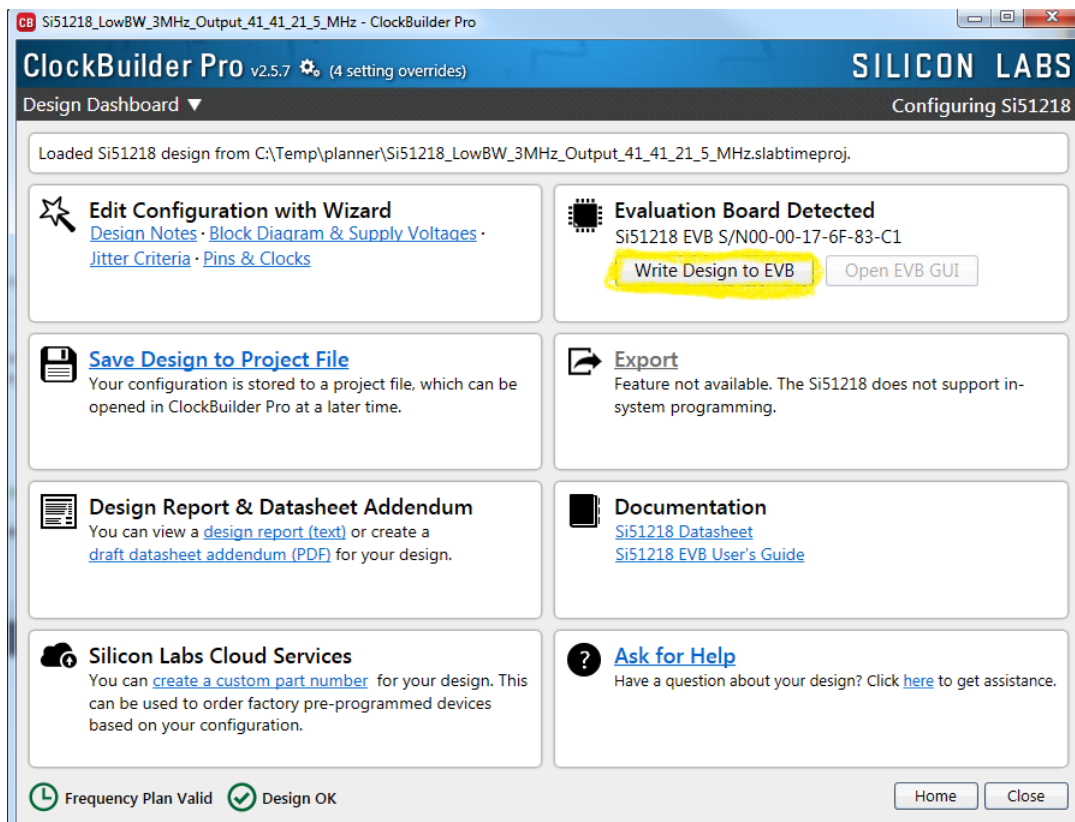 CB Si51218_LowBW_3MHz_Output_41_41_21_5_MHz - ClockBuilder Pro
ClockBuilder Pro v2.5.7 (4 setting overrides)
SILICON LABS
Design Dashboard ▼
Configuring Si51218
Loaded Si51218 design from C:\Temp\planner\Si51218_LowBW_3MHz_Output_41_41_21_5_MHz.slabtimeproj.
Edit Configuration with Wizard
Design Notes · Block Diagram & Supply Voltages ·
Jitter Criteria · Pins & Clocks
Evaluation Board Detected
Si51218 EVB S/N00-00-17-6F-83-C1
Write Design to EVB
Open EVB GUI
Save Design to Project File
Your configuration is stored to a project file, which can be
opened in ClockBuilder Pro at a later time.
Export
Feature not available. The Si51218 does not support in-
system programming.
Design Report & Datasheet Addendum
You can view a design report (text) or create a
draft datasheet addendum (PDF) for your design.
Documentation
Si51218 Datasheet
Si51218 EVB User's Guide
Silicon Labs Cloud Services
You can create a custom part number for your design. This
can be used to order factory pre-programmed devices
based on your configuration.
Ask for Help
Have a question about your design? Click here to get assistance.
Frequency Plan Valid
Design OK
Home
Close